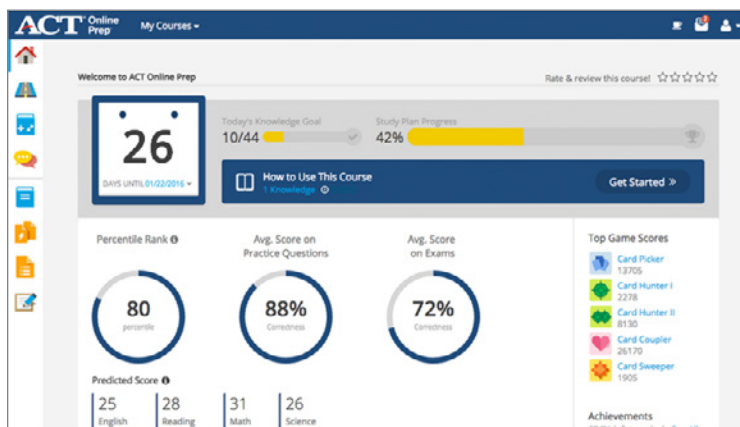 ACT Online Prep My Courses
Welcome to ACT Online Prep
Rate & review this course!
26
DAYS UNTIL 01/22/2016
Today's Knowledge Goal
10/44
Study Plan Progress
42%
How to Use This Course
1 Knowledge
Get Started »
Percentile Rank
80
percentile
Avg. Score on
Practice Questions
88%
Correctness
Avg. Score
on Exams
72%
Correctness
Predicted Score
25
English
28
Reading
31
Math
26
Science
Top Game Scores
Card Picker
13705
Card Hunter I
2278
Card Hunter II
8130
Card Coupler
26170
Card Sweeper
1905
Achievements